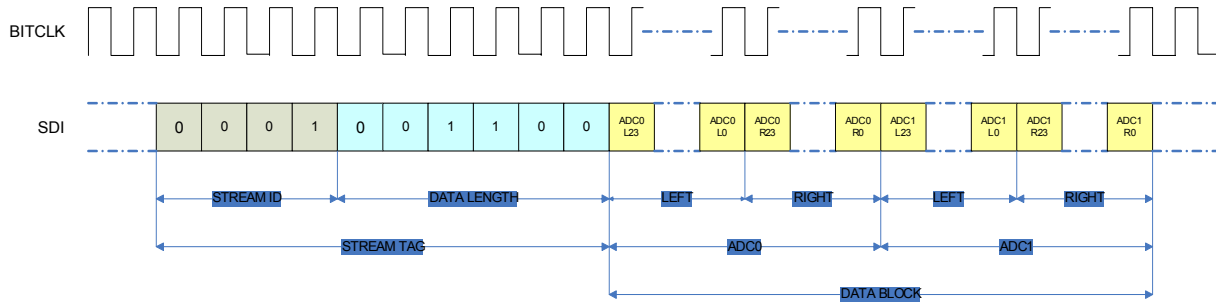 BITCLK
SDI
0 0 0 1 0 0 1 1 0 0 ADC0 ADC0 ADC0 ADC0 ADC1 ADC1 ADC1 ADC1
L23 L0 R23 R0 L23 L0 R23 R0
STREAM ID DATA LENGTH LEFT RIGHT LEFT RIGHT
STREAM TAG ADC0 ADC1
DATA BLOCK